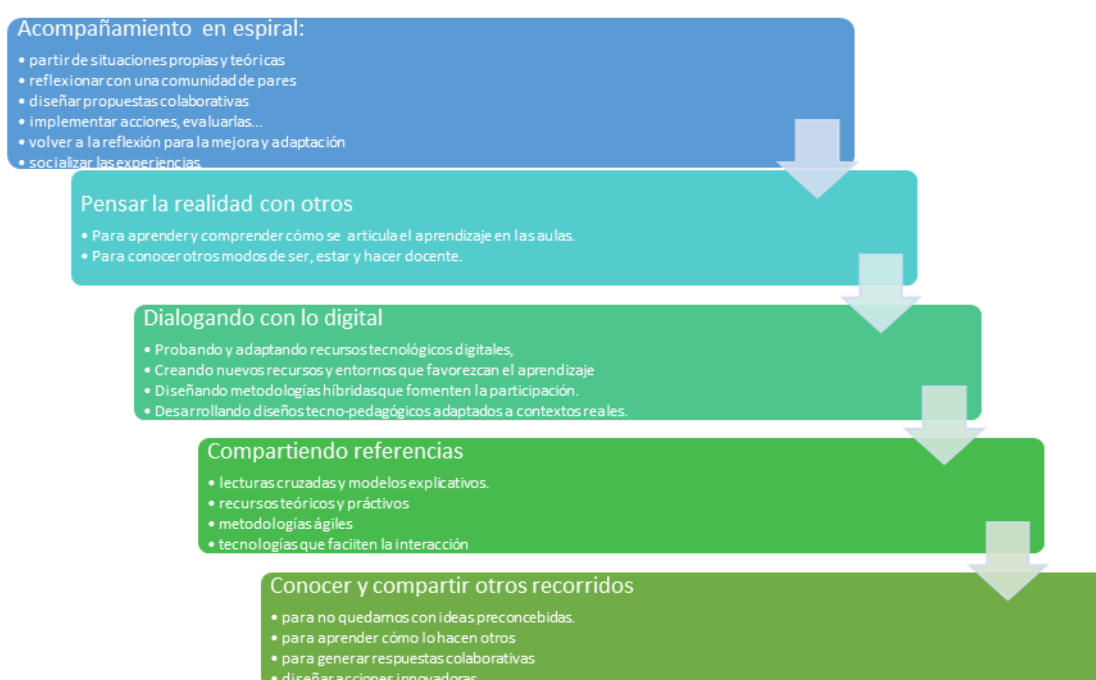 Acompañamiento en espiral:
• partir de situaciones propias y teóricas
• reflexionar con una comunidad de pares
• diseñar propuestas colaborativas
• implementar acciones, evaluarlas...
• volver a la reflexión para la mejora y adaptación
• socializar las experiencias
Pensar la realidad con otros
• Para aprender y comprender cómo se articula el aprendizaje en las aulas.
• Para conocer otros modos de ser, estar y hacer docente.
Dialogando con lo digital
• Probando y adaptando recursos tecnológicos digitales,
• Creando nuevos recursos y entornos que favorezcan el aprendizaje
• Diseñando metodologías híbridas que fomenten la participación.
• Desarrollando diseños tecno-pedagógicos adaptados a contextos reales.
Compartiendo referencias
• lecturas cruzadas y modelos explicativos.
• recursos teóricos y práctivos
• metodologías ágiles
• tecnologías que faciiten la interacción
Conocer y compartir otros recorridos
• para no quedarnos con ideas preconcebidas.
• para aprender cómo lo hacen otros
• para generar respuestas colaborativas
• diseñar acciones innovadoras